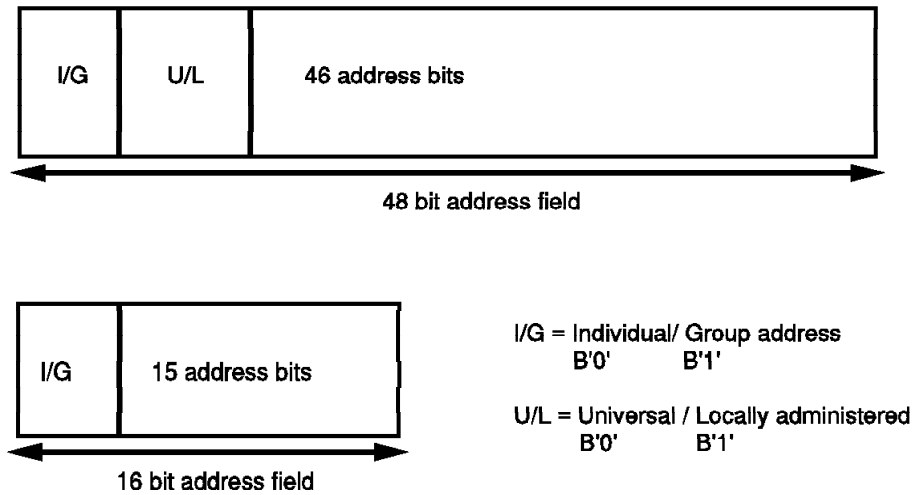 I/G U/L 46 address bits
48 bit address field
I/G 15 address bits
16 bit address field
I/G = Individual/ Group address
B'0' B'1'
U/L = Universal / Locally administered
B'0' B'1'